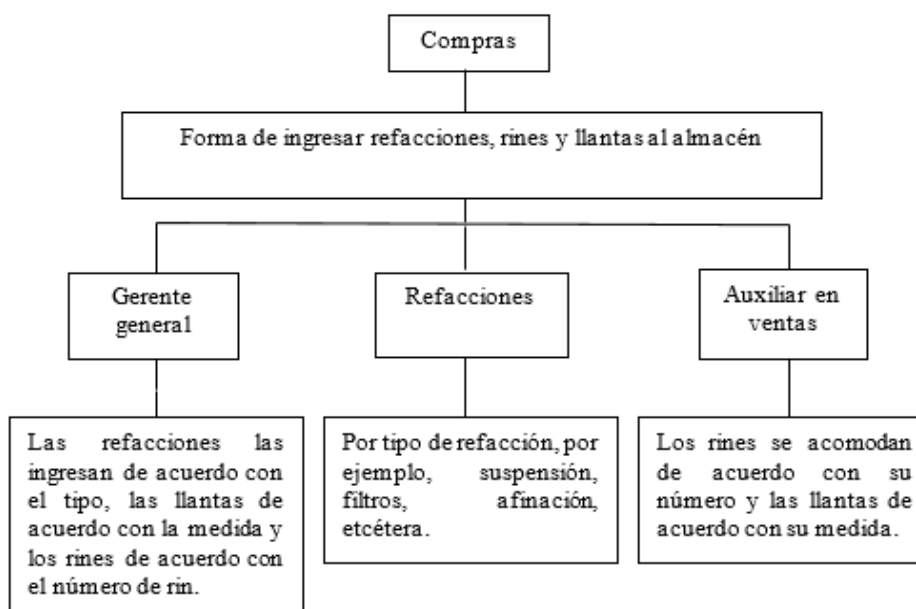 Compras
Forma de ingresar refacciones, rines y llantas al almacén
Gerente
general
Refacciones
Auxiliar en
ventas
Las refacciones las
ingresan de acuerdo con
el tipo, las llantas de
acuerdo con la medida y
los rines de acuerdo con
el número de rin.
Por tipo de refacción, por
ejemplo, suspensión,
filtros, afinación,
etcétera.
Los rines se acomodan
de acuerdo con su
número y las llantas de
acuerdo con su medida.